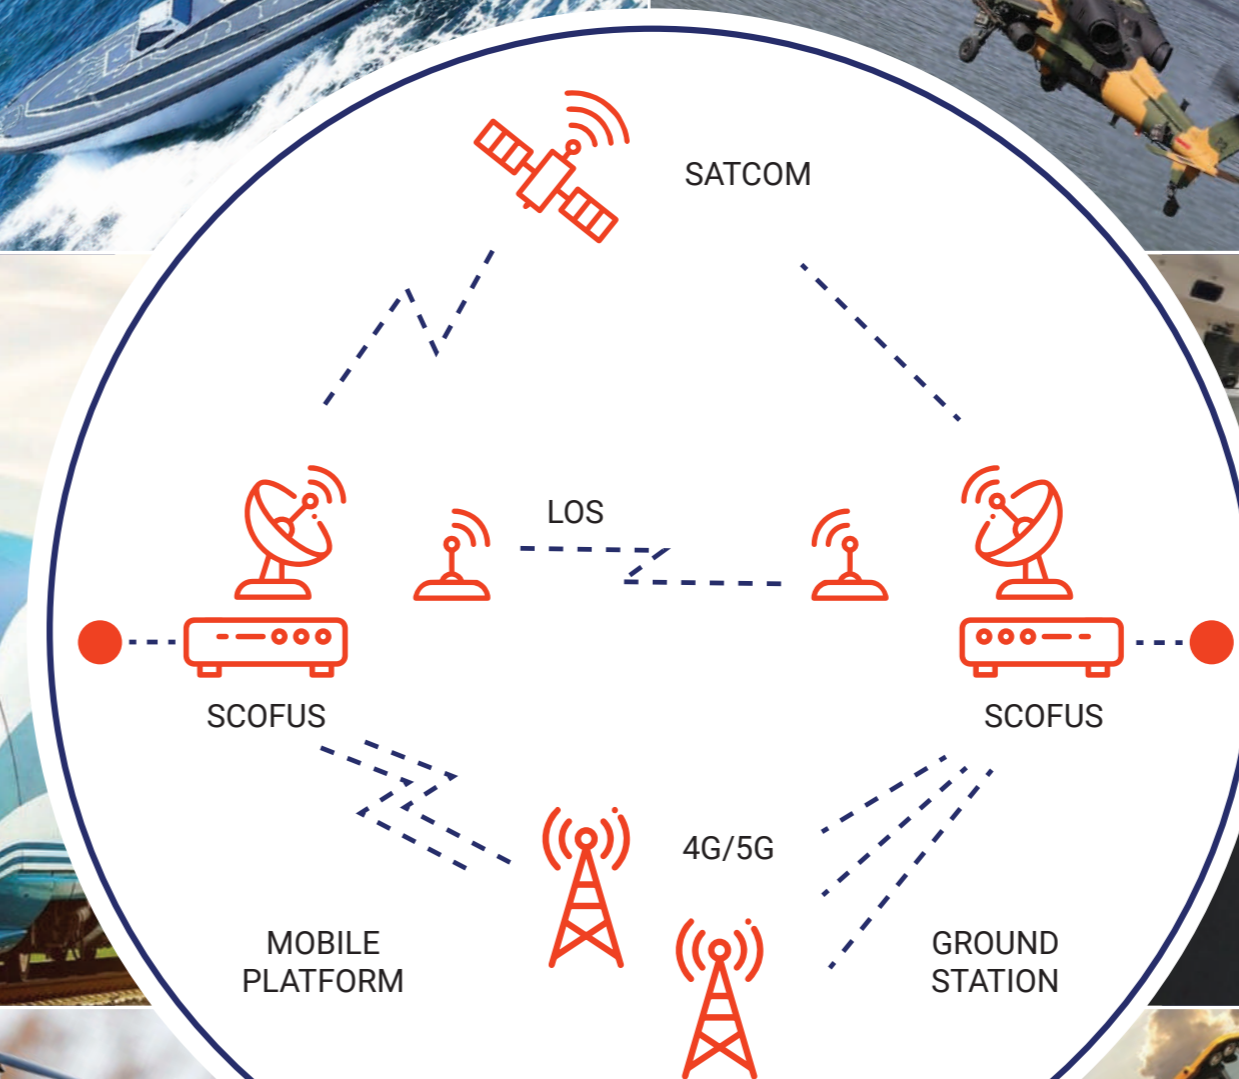 SATCOM
LOS
SCOFUS
SCOFUS
4G/5G
MOBILE
PLATFORM
GROUND
STATION